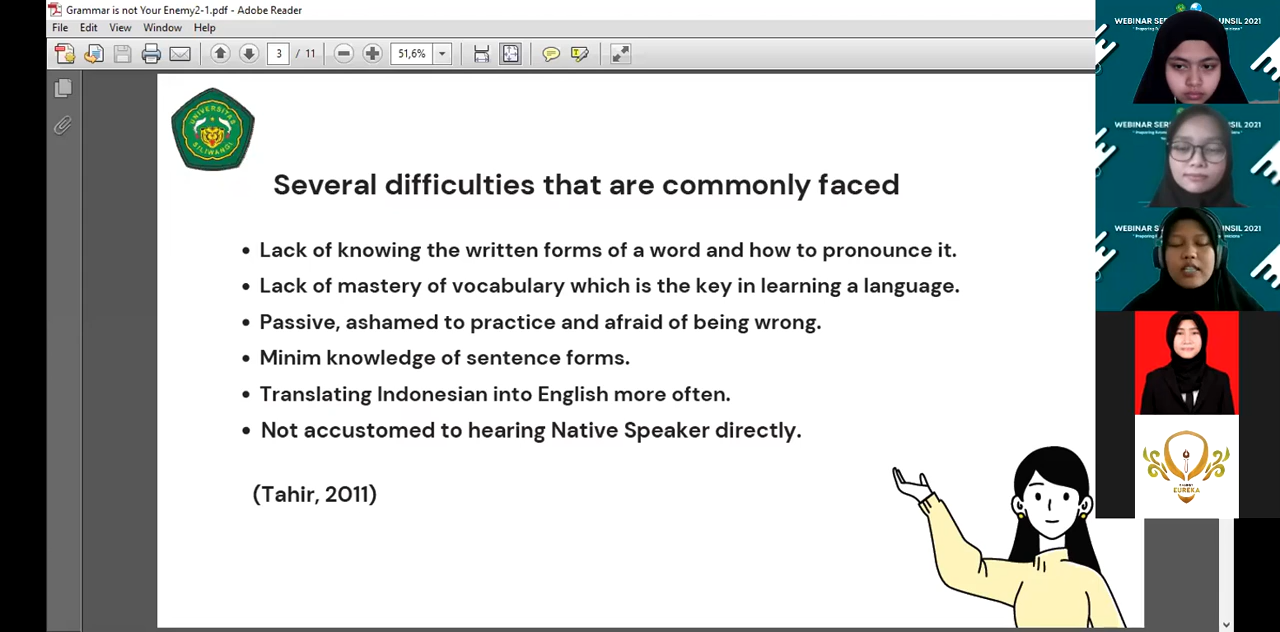 Grammar is not Your Enemy2-1.pdf - Adobe Reader
File Edit View Window Help
3 / 11 51,6%
UNIVERSITAS
SILIWANGI
Several difficulties that are commonly faced
• Lack of knowing the written forms of a word and how to pronounce it.
• Lack of mastery of vocabulary which is the key in learning a language.
• Passive, ashamed to practice and afraid of being wrong.
• Minim knowledge of sentence forms.
• Translating Indonesian into English more often.
• Not accustomed to hearing Native Speaker directly.
(Tahir, 2011)
WEBINAR SER UNSIL 2021
WEBINAR SER UNSIL 2021
WEBINAR S UNSIL 2021
EUREKA